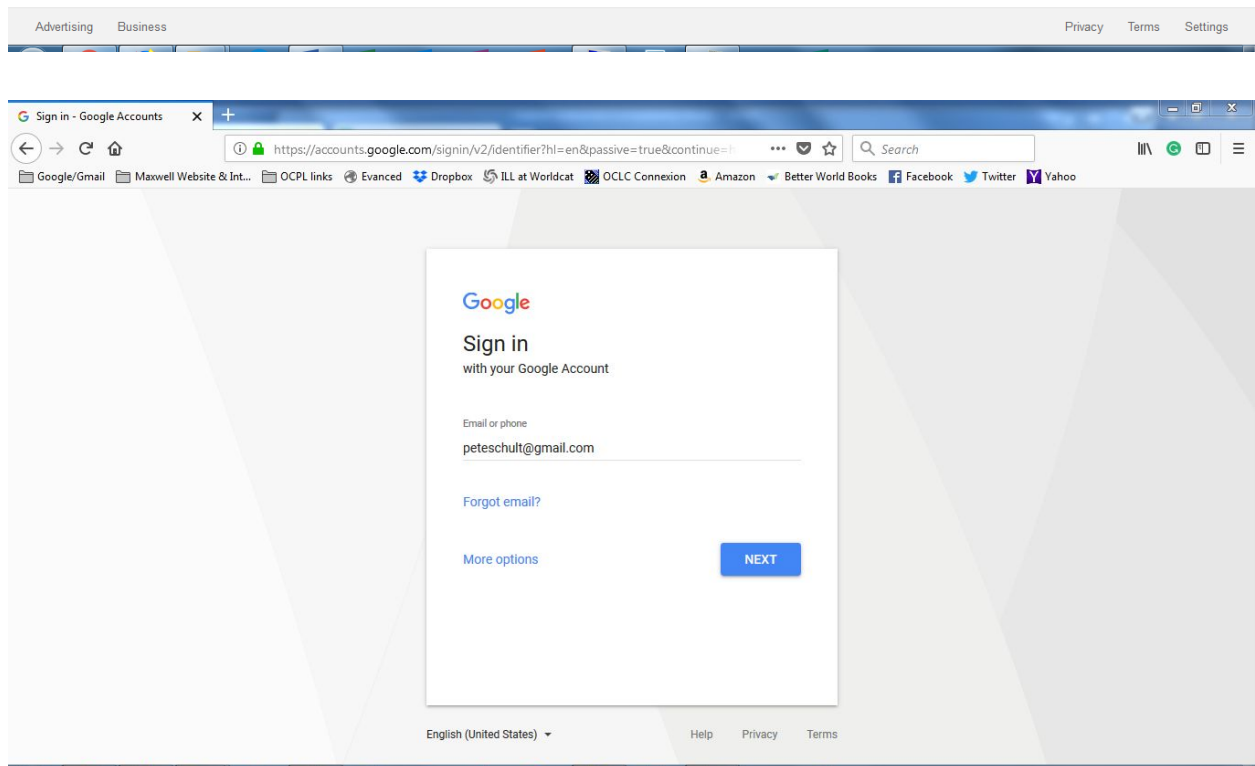 Advertising Business Privacy Terms Settings
Sign in - Google Accounts
https://accounts.google.com/signin/v2/identifier?hl=en&passive=true&continue= Search
Google/Gmail Maxwell Website & Int... OCPL links Evanced Dropbox ILL at Worldcat OCLC Connexion Amazon Better World Books Facebook Twitter Yahoo
Google
Sign in
with your Google Account
Email or phone
peteschult@gmail.com
Forgot email?
More options NEXT
English (United States) Help Privacy Terms